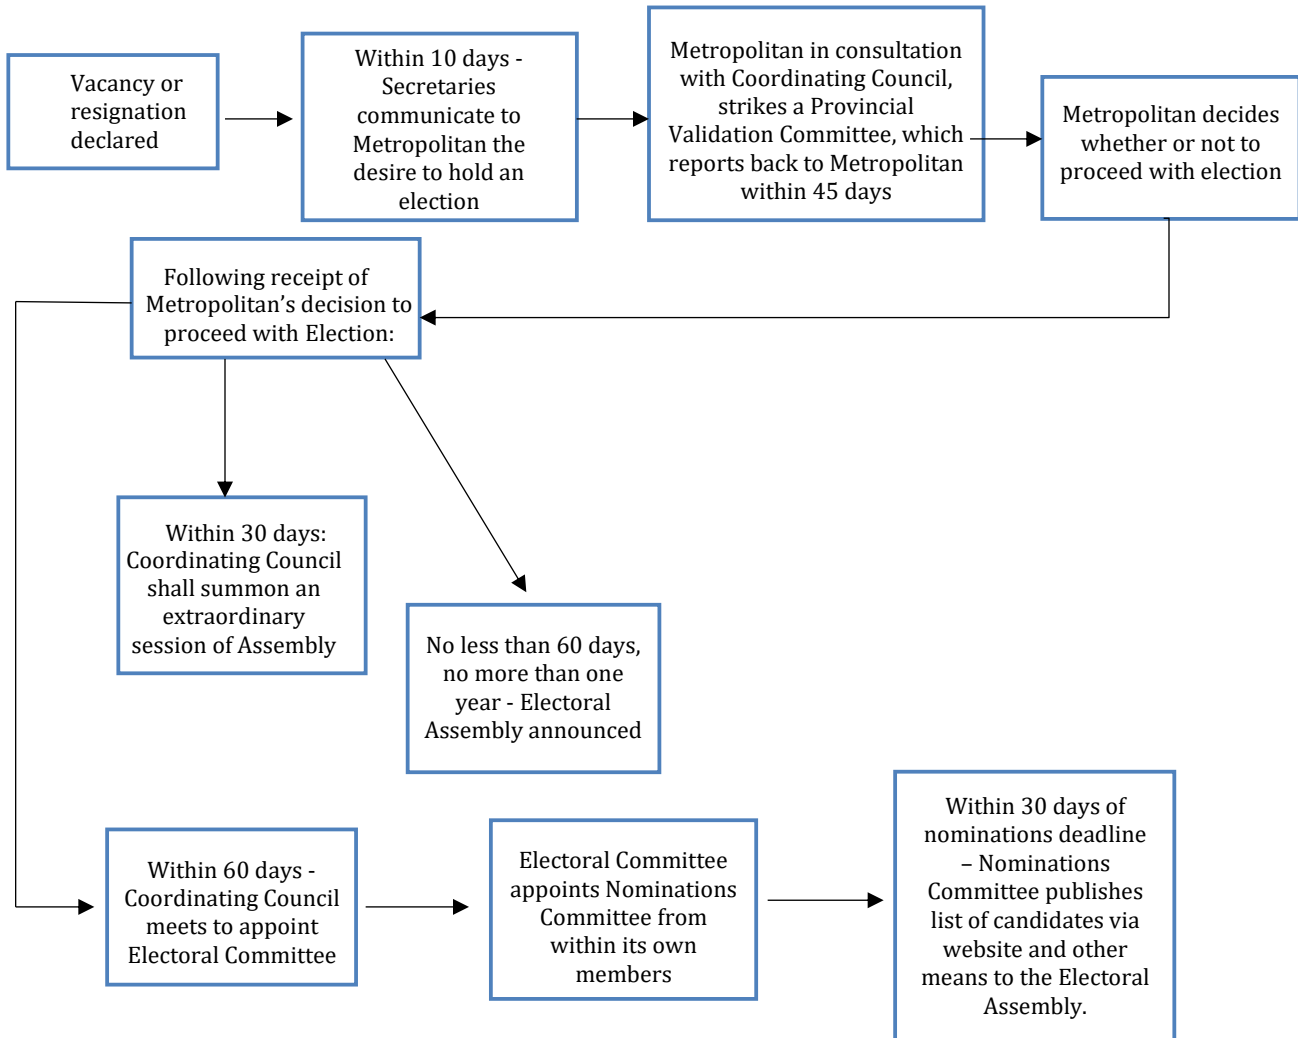 Vacancy or
resignation
declared
Within 10 days -
Secretaries
communicate to
Metropolitan the
desire to hold an
election
Metropolitan in consultation
with Coordinating Council,
strikes a Provincial
Validation Committee, which
reports back to Metropolitan
within 45 days
Metropolitan decides
whether or not to
proceed with election
Following receipt of
Metropolitan’s decision to
proceed with Election:
Within 30 days:
Coordinating Council
shall summon an
extraordinary
session of Assembly
No less than 60 days,
no more than one
year - Electoral
Assembly announced
Within 60 days -
Coordinating Council
meets to appoint
Electoral Committee
Electoral Committee
appoints Nominations
Committee from
within its own
members
Within 30 days of
nominations deadline
– Nominations
Committee publishes
list of candidates via
website and other
means to the Electoral
Assembly.